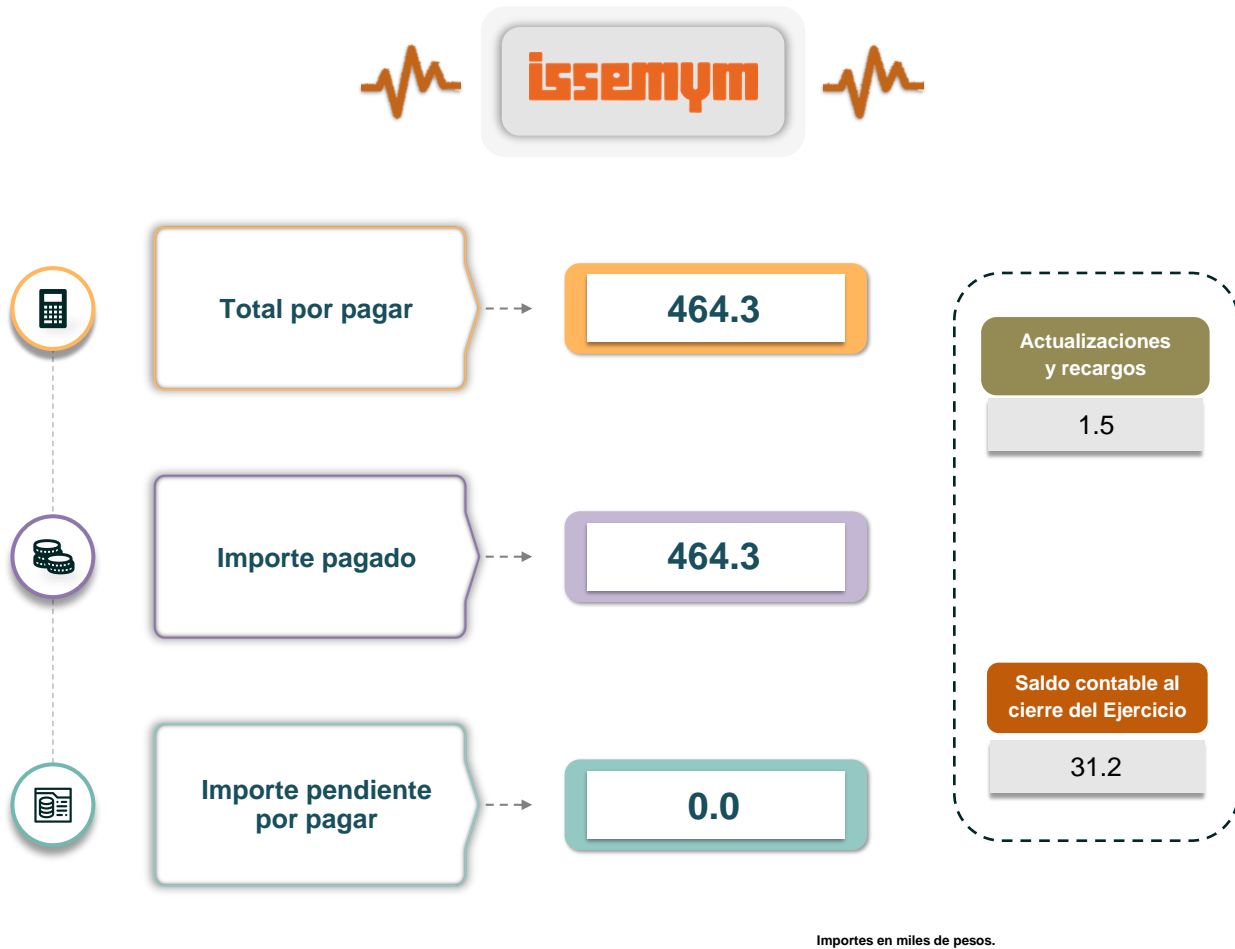 issemym
Total por pagar
464.3
Actualizaciones
y recargos
1.5
Importe pagado
464.3
Saldo contable al
cierre del Ejercicio
31.2
Importe pendiente
por pagar
0.0
Importes en miles de pesos.